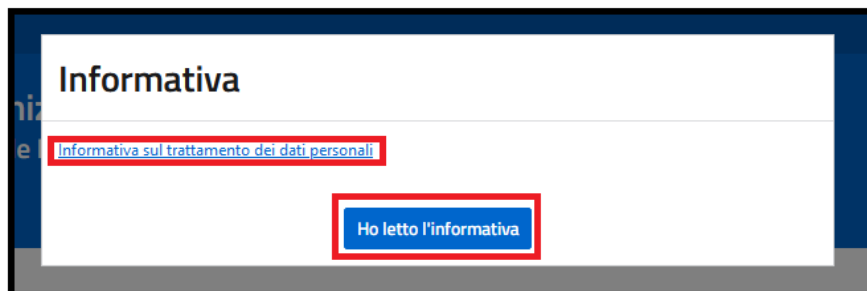 Informativa
Informativa sul trattamento dei dati personali
Ho letto l'informativa